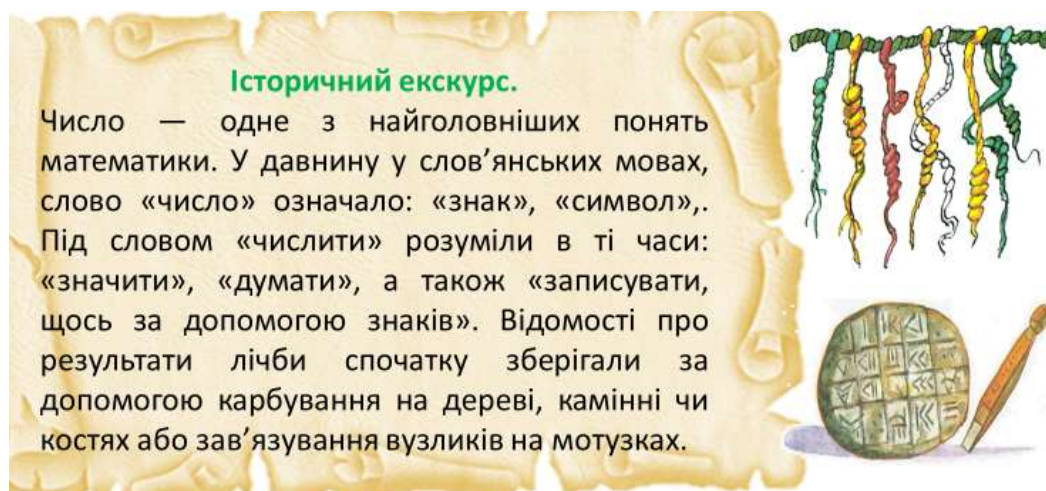 Історичний екскурс.
Число — одне з найголовніших понять
математики. У давнину у слов’янських мовах,
слово «число» означало: «знак», «символ»,.
Під словом «числити» розуміли в ті часи:
«значити», «думати», а також «записувати,
щось за допомогою знаків». Відомості про
результати лічби спочатку зберігали за
допомогою карбування на дереві, камінні чи
костях або зав’язування вузликів на мотузках.